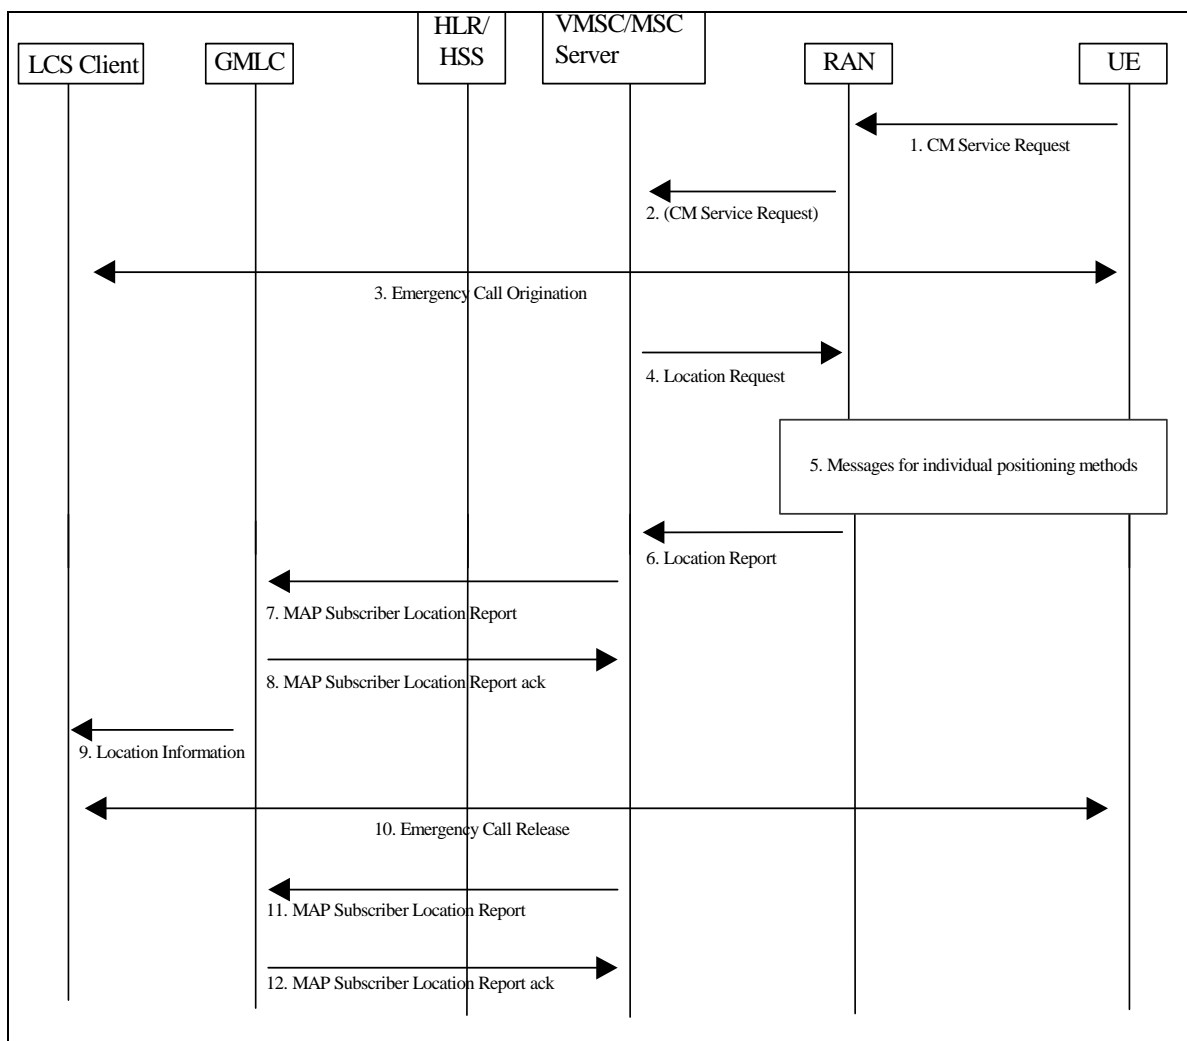 LCS Client
GMLC
HLR/
HSS
VMSC/MSC
Server
RAN
UE
1. CM Service Request
2. (CM Service Request)
3. Emergency Call Origination
4. Location Request
5. Messages for individual positioning methods
6. Location Report
7. MAP Subscriber Location Report
8. MAP Subscriber Location Report ack
9. Location Information
10. Emergency Call Release
11. MAP Subscriber Location Report
12. MAP Subscriber Location Report ack